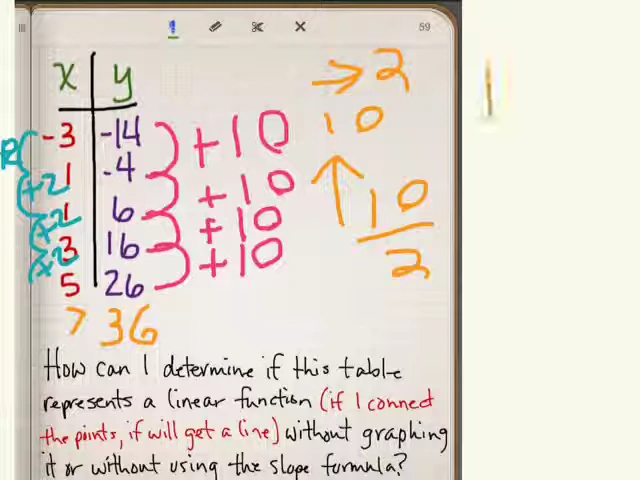 59
x y → 2
-3 -14 +10 10
+2 1 -4 +10 ↑ 10
+2 1 6 +10 2
+2 3 16 +10
5 26
7 36
How can I determine if this table
represents a linear function (if I connect
the points, if will get a line) without graphing
it or without using the slope formula?